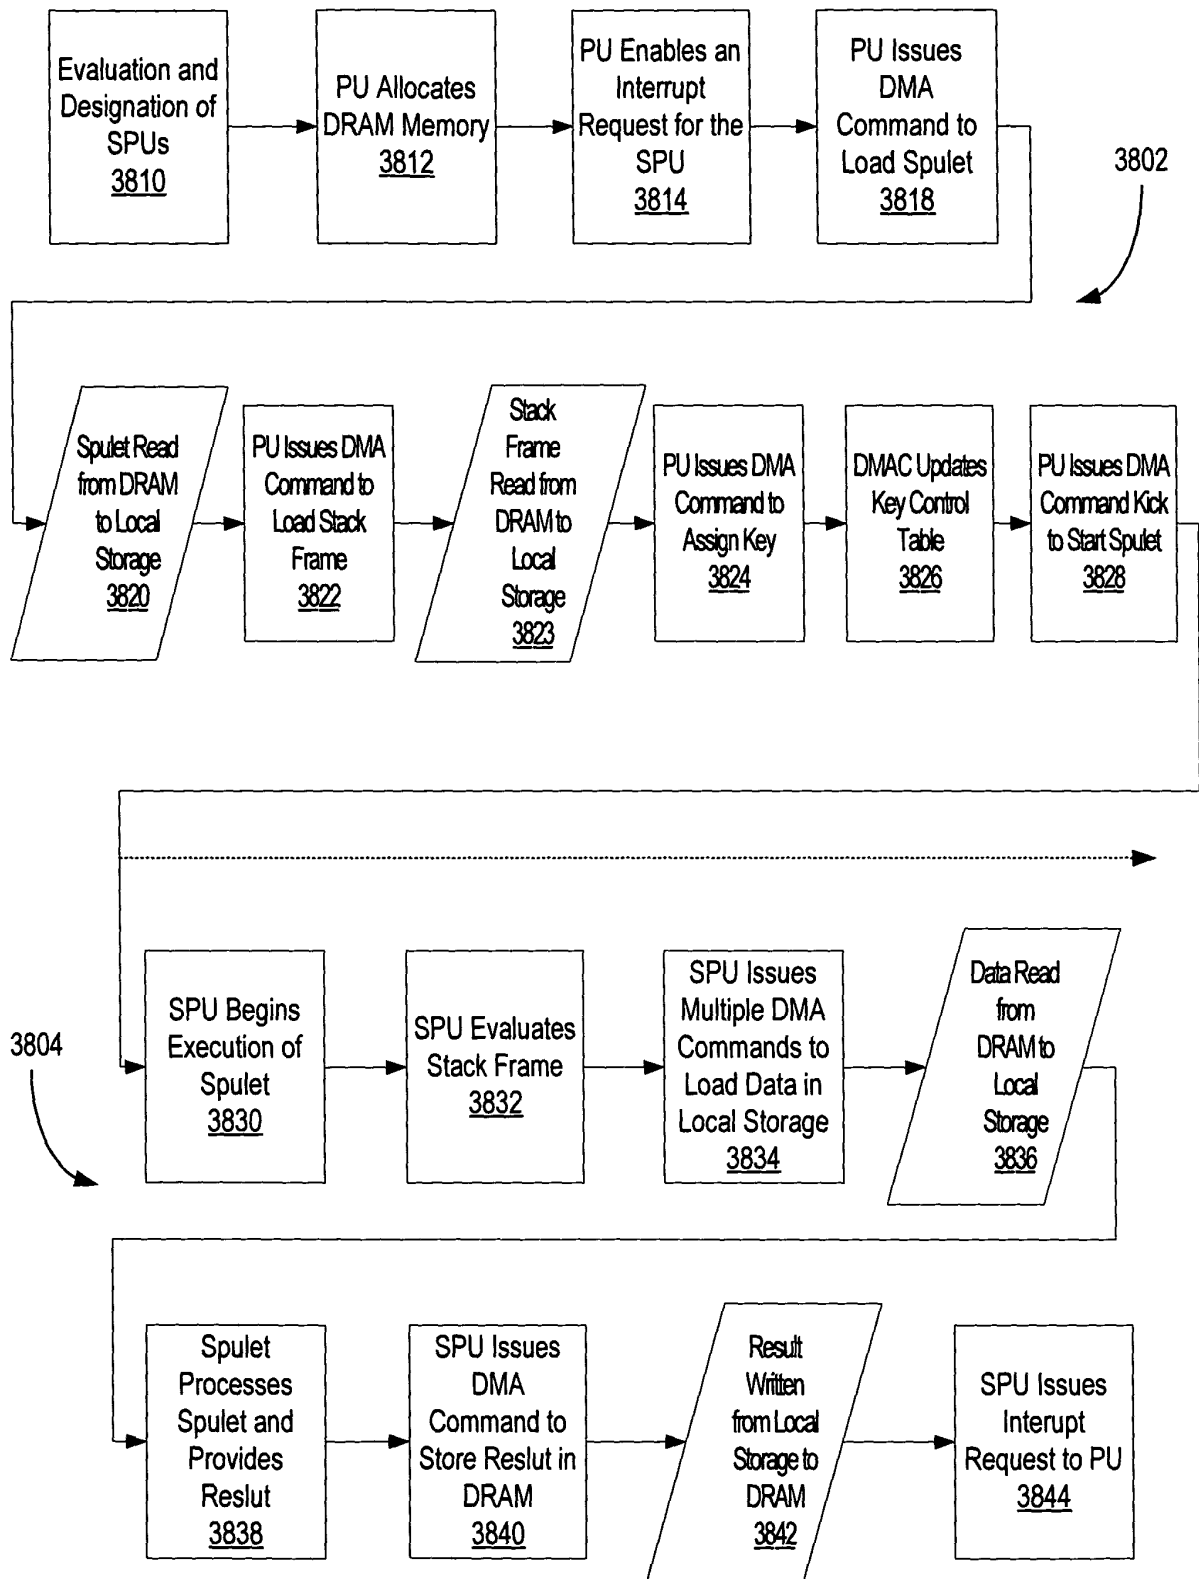 Evaluation and
Designation of
SPUs
3810
PU Allocates
DRAM Memory
3812
PU Enables an
Interrupt
Request for the
SPU
3814
PU Issues
DMA
Command to
Load Spulet
3818
3802
Spulet Read
from DRAM
to Local
Storage
3820
PU Issues DMA
Command to
Load Stack
Frame
3822
Stack
Frame
Read from
DRAM to
Local
Storage
3823
PU Issues DMA
Command to
Assign Key
3824
DMAC Updates
Key Control
Table
3826
PU Issues DMA
Command Kick
to Start Spulet
3828
3804
SPU Begins
Execution of
Spulet
3830
SPU Evaluates
Stack Frame
3832
SPU Issues
Multiple DMA
Commands to
Load Data in
Local Storage
3834
Data Read
from
DRAM to
Local
Storage
3836
Spulet
Processes
Spulet and
Provides
Reslut
3838
SPU Issues
DMA
Command to
Store Reslut in
DRAM
3840
Result
Written
from Local
Storage to
DRAM
3842
SPU Issues
Interupt
Request to PU
3844